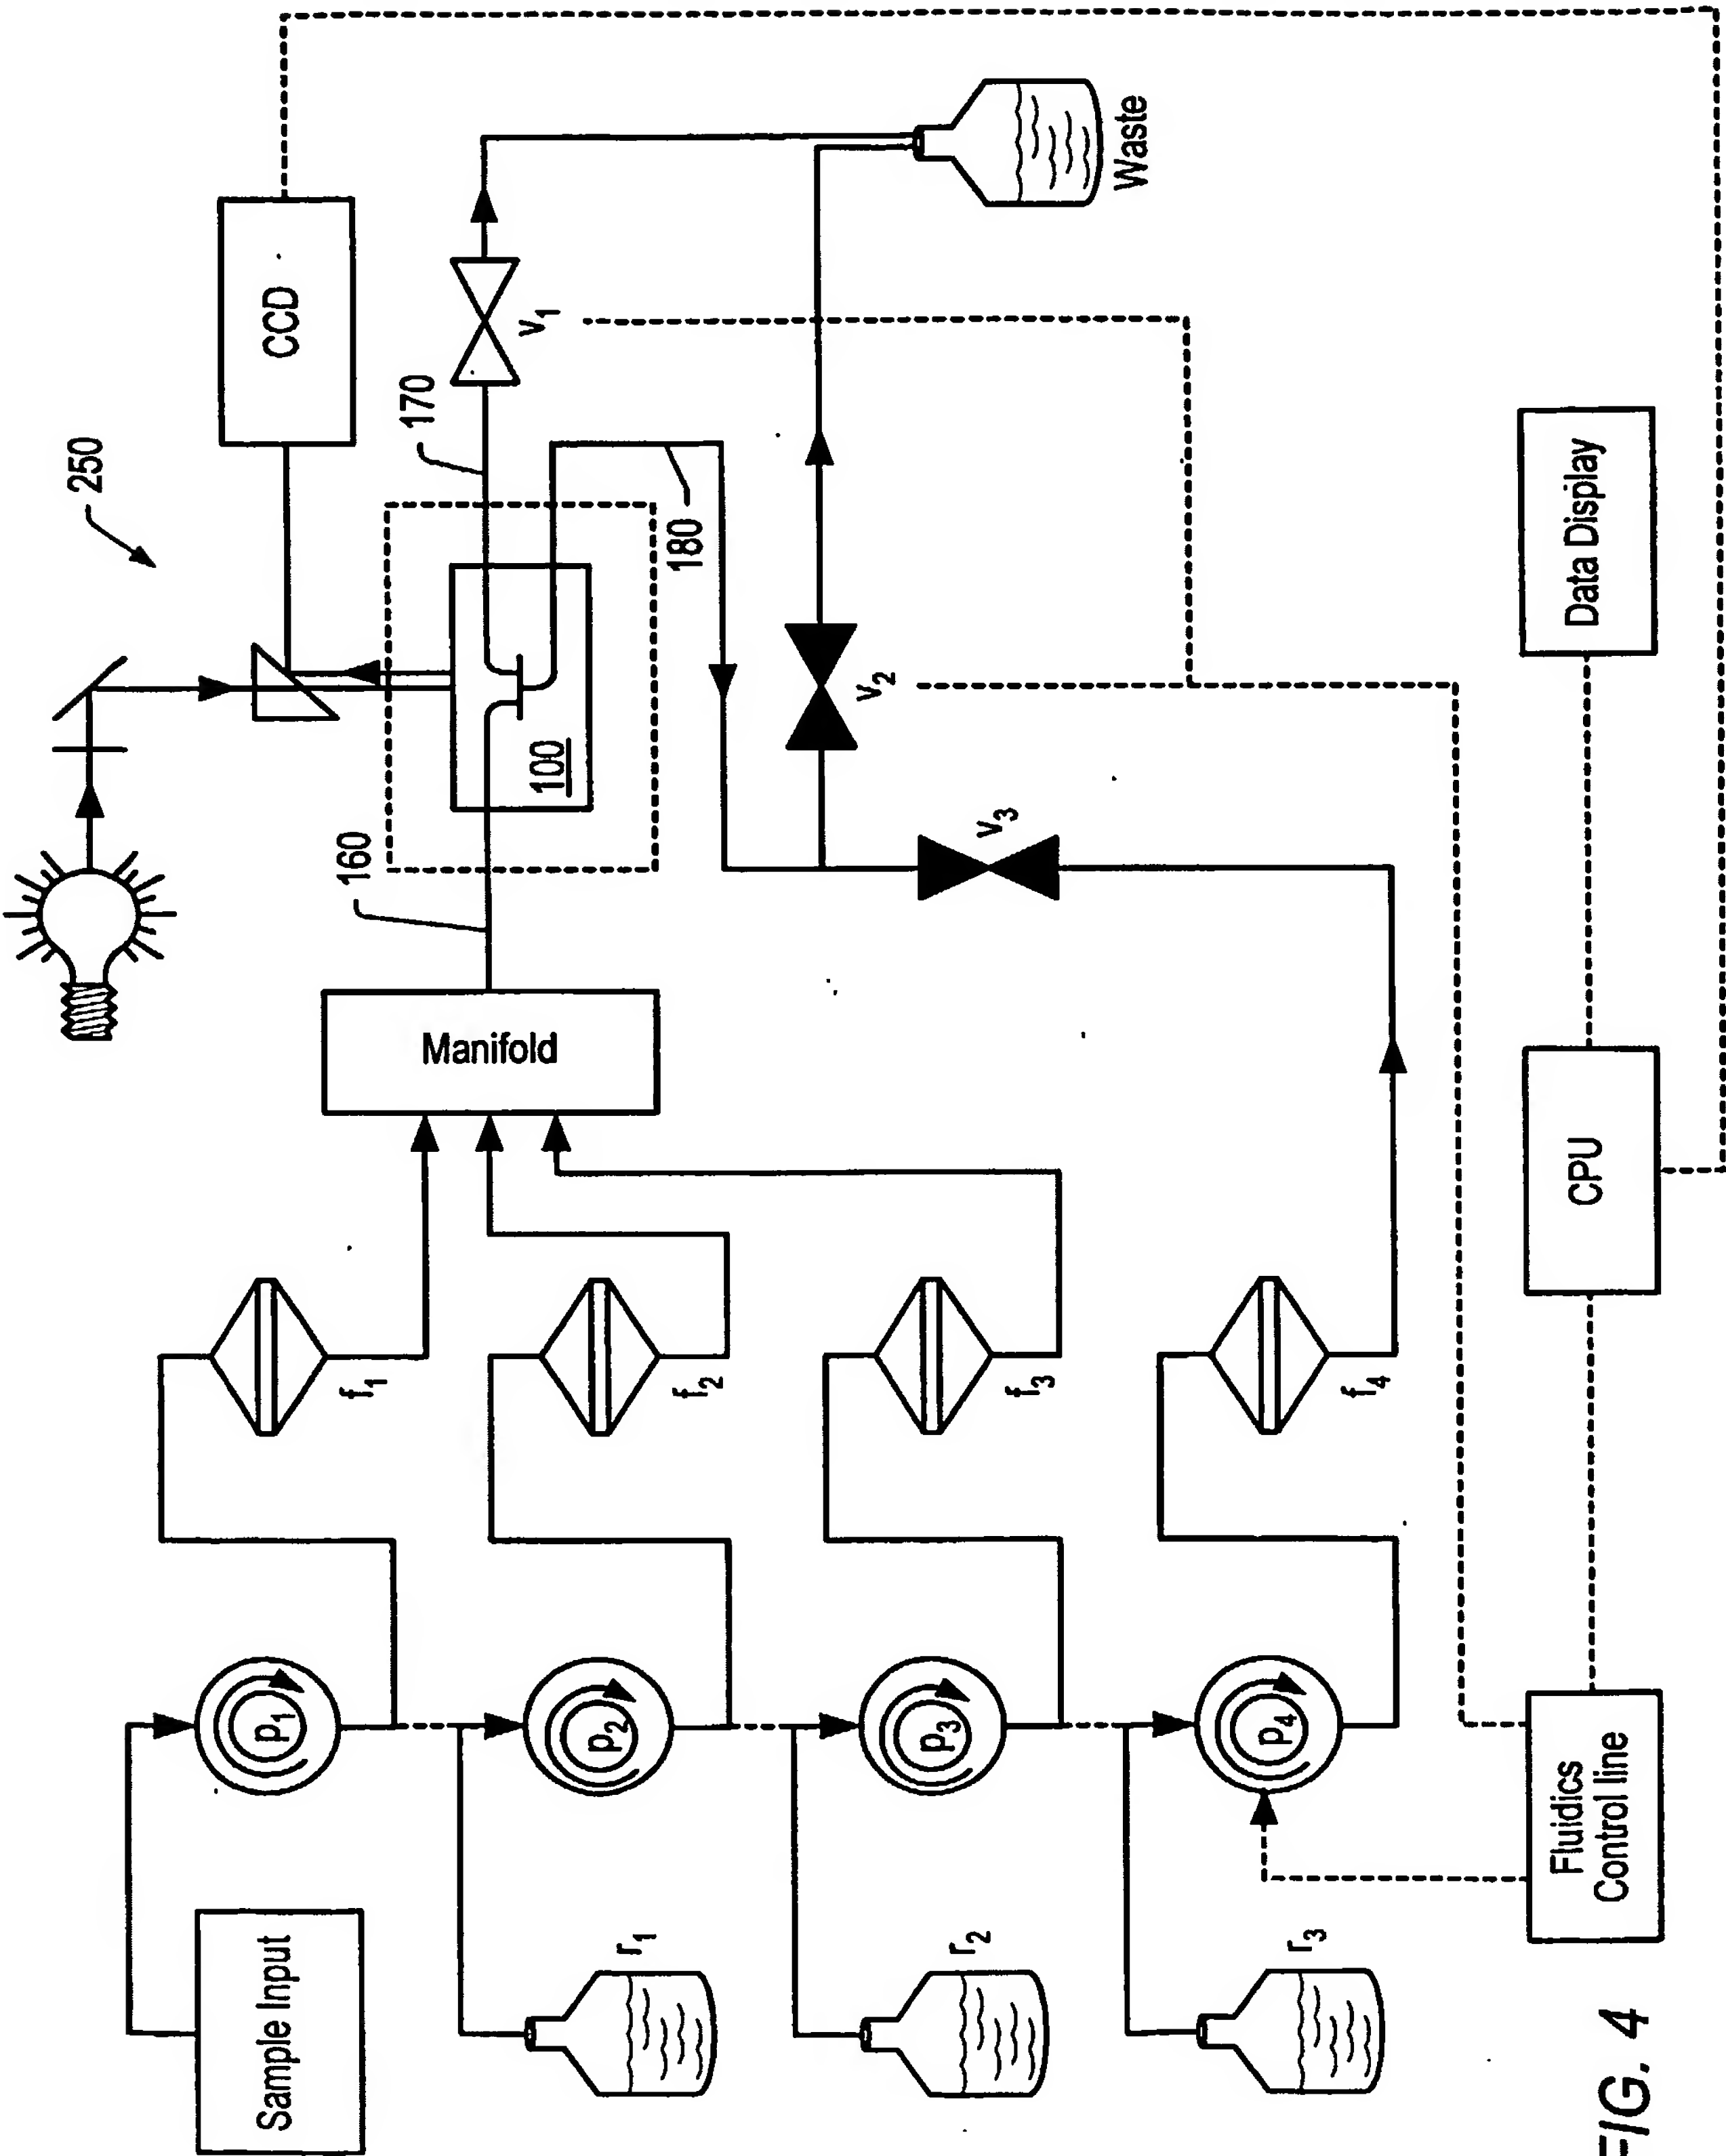 250
CCD
170
v1
Waste
160
100
180
v2
v3
Manifold
f1
f2
f3
f4
p1
p2
p3
p4
Sample Input
r1
r2
r3
Fluidics
Control line
CPU
Data Display
FIG. 4